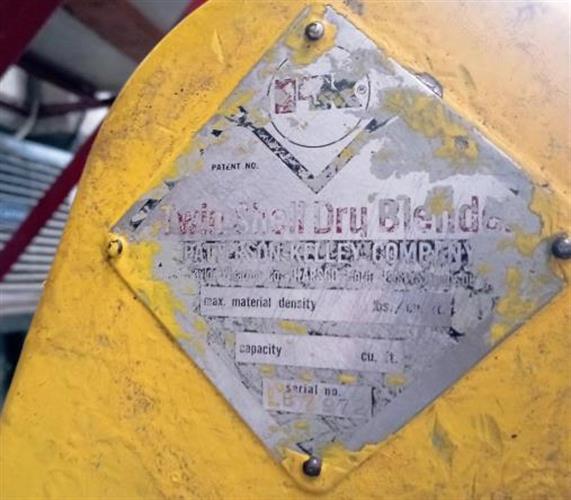 PATENT NO.
Twin Shell Dry Blender
PATTERSON-KELLEY COMPANY
max. material density lbs./cu. ft.
capacity cu. ft.
serial no.